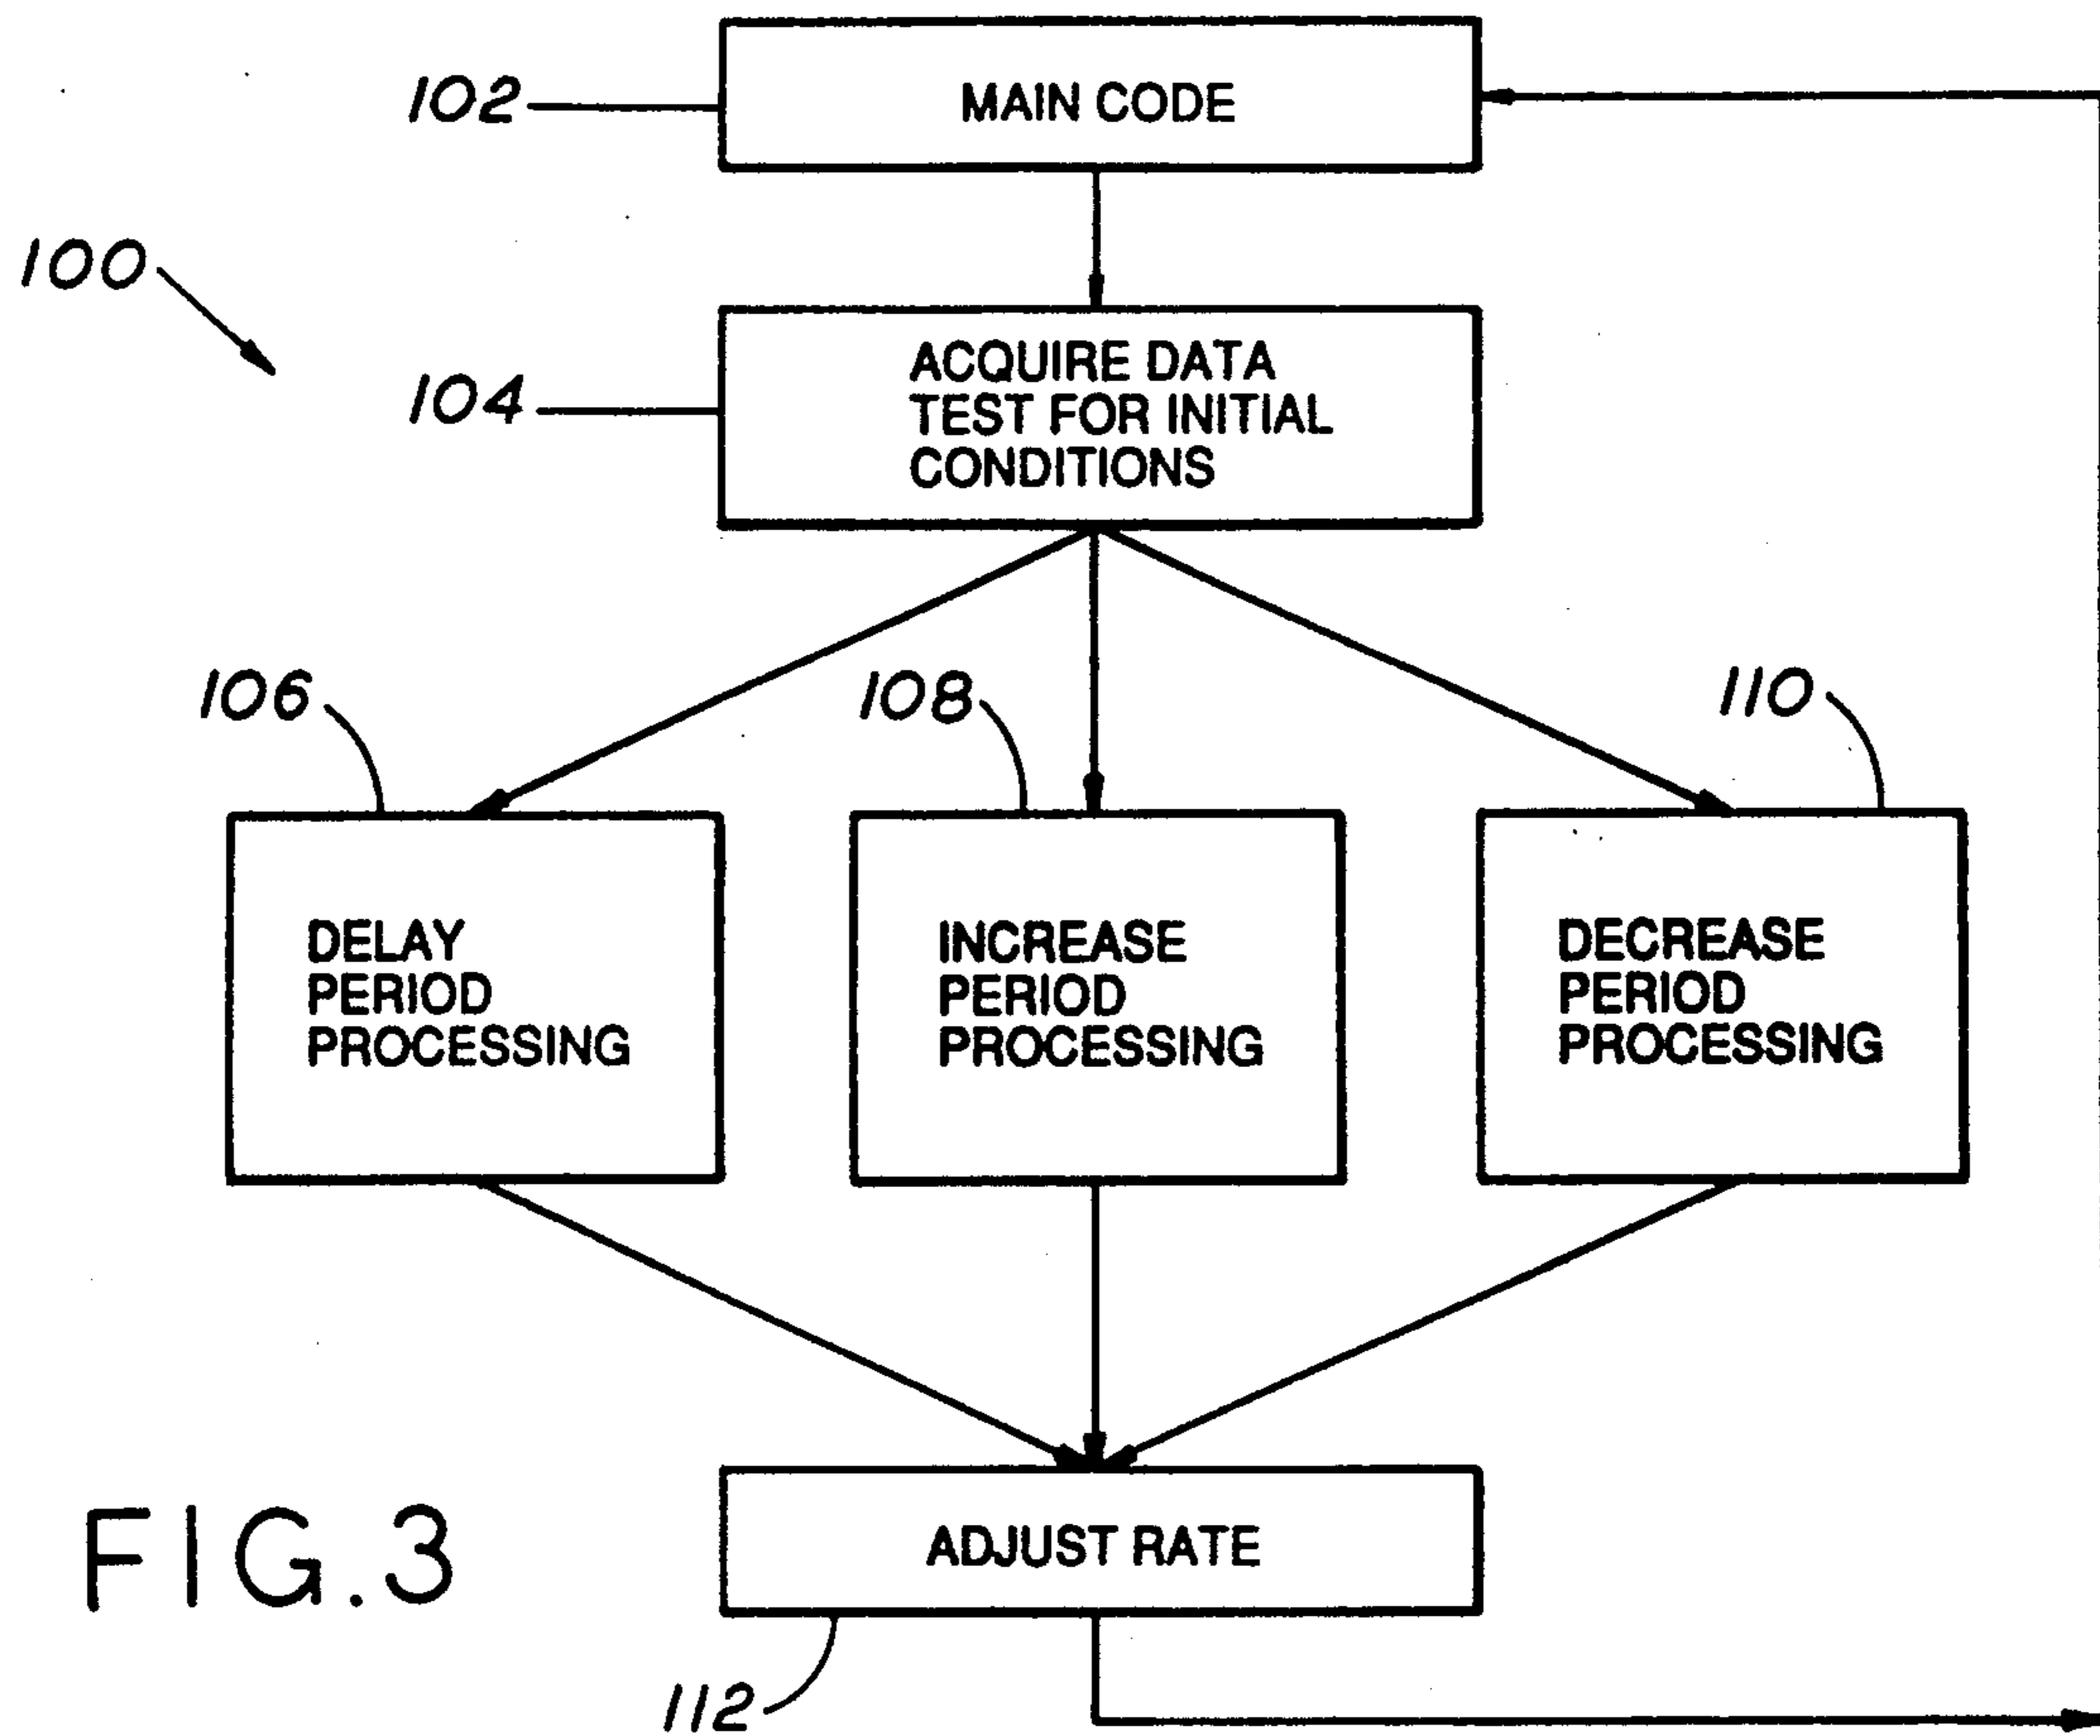 102
MAIN CODE
100
104
ACQUIRE DATA
TEST FOR INITIAL
CONDITIONS
106
108
110
DELAY
PERIOD
PROCESSING
INCREASE
PERIOD
PROCESSING
DECREASE
PERIOD
PROCESSING
FIG.3
ADJUST RATE
112